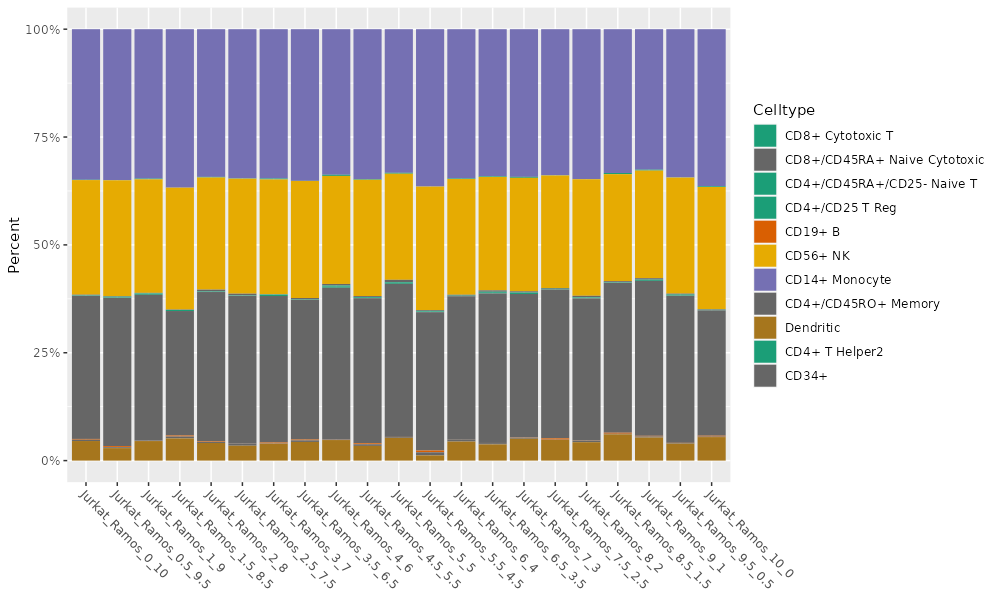 100%
75%
50%
25%
0%
Percent
Jurkat_Ramos_0_10
Jurkat_Ramos_0.5_9.5
Jurkat_Ramos_1_9
Jurkat_Ramos_1.5_8.5
Jurkat_Ramos_2_8
Jurkat_Ramos_2.5_7.5
Jurkat_Ramos_3_7
Jurkat_Ramos_3.5_6.5
Jurkat_Ramos_4_6
Jurkat_Ramos_4.5_5.5
Jurkat_Ramos_5_5
Jurkat_Ramos_5.5_4.5
Jurkat_Ramos_6_4
Jurkat_Ramos_6.5_3.5
Jurkat_Ramos_7_3
Jurkat_Ramos_7.5_2.5
Jurkat_Ramos_8_2
Jurkat_Ramos_8.5_1.5
Jurkat_Ramos_9_1
Jurkat_Ramos_9.5_0.5
Jurkat_Ramos_10_0
Celltype
CD8+ Cytotoxic T
CD8+/CD45RA+ Naive Cytotoxic
CD4+/CD45RA+/CD25- Naive T
CD4+/CD25 T Reg
CD19+ B
CD56+ NK
CD14+ Monocyte
CD4+/CD45RO+ Memory
Dendritic
CD4+ T Helper2
CD34+